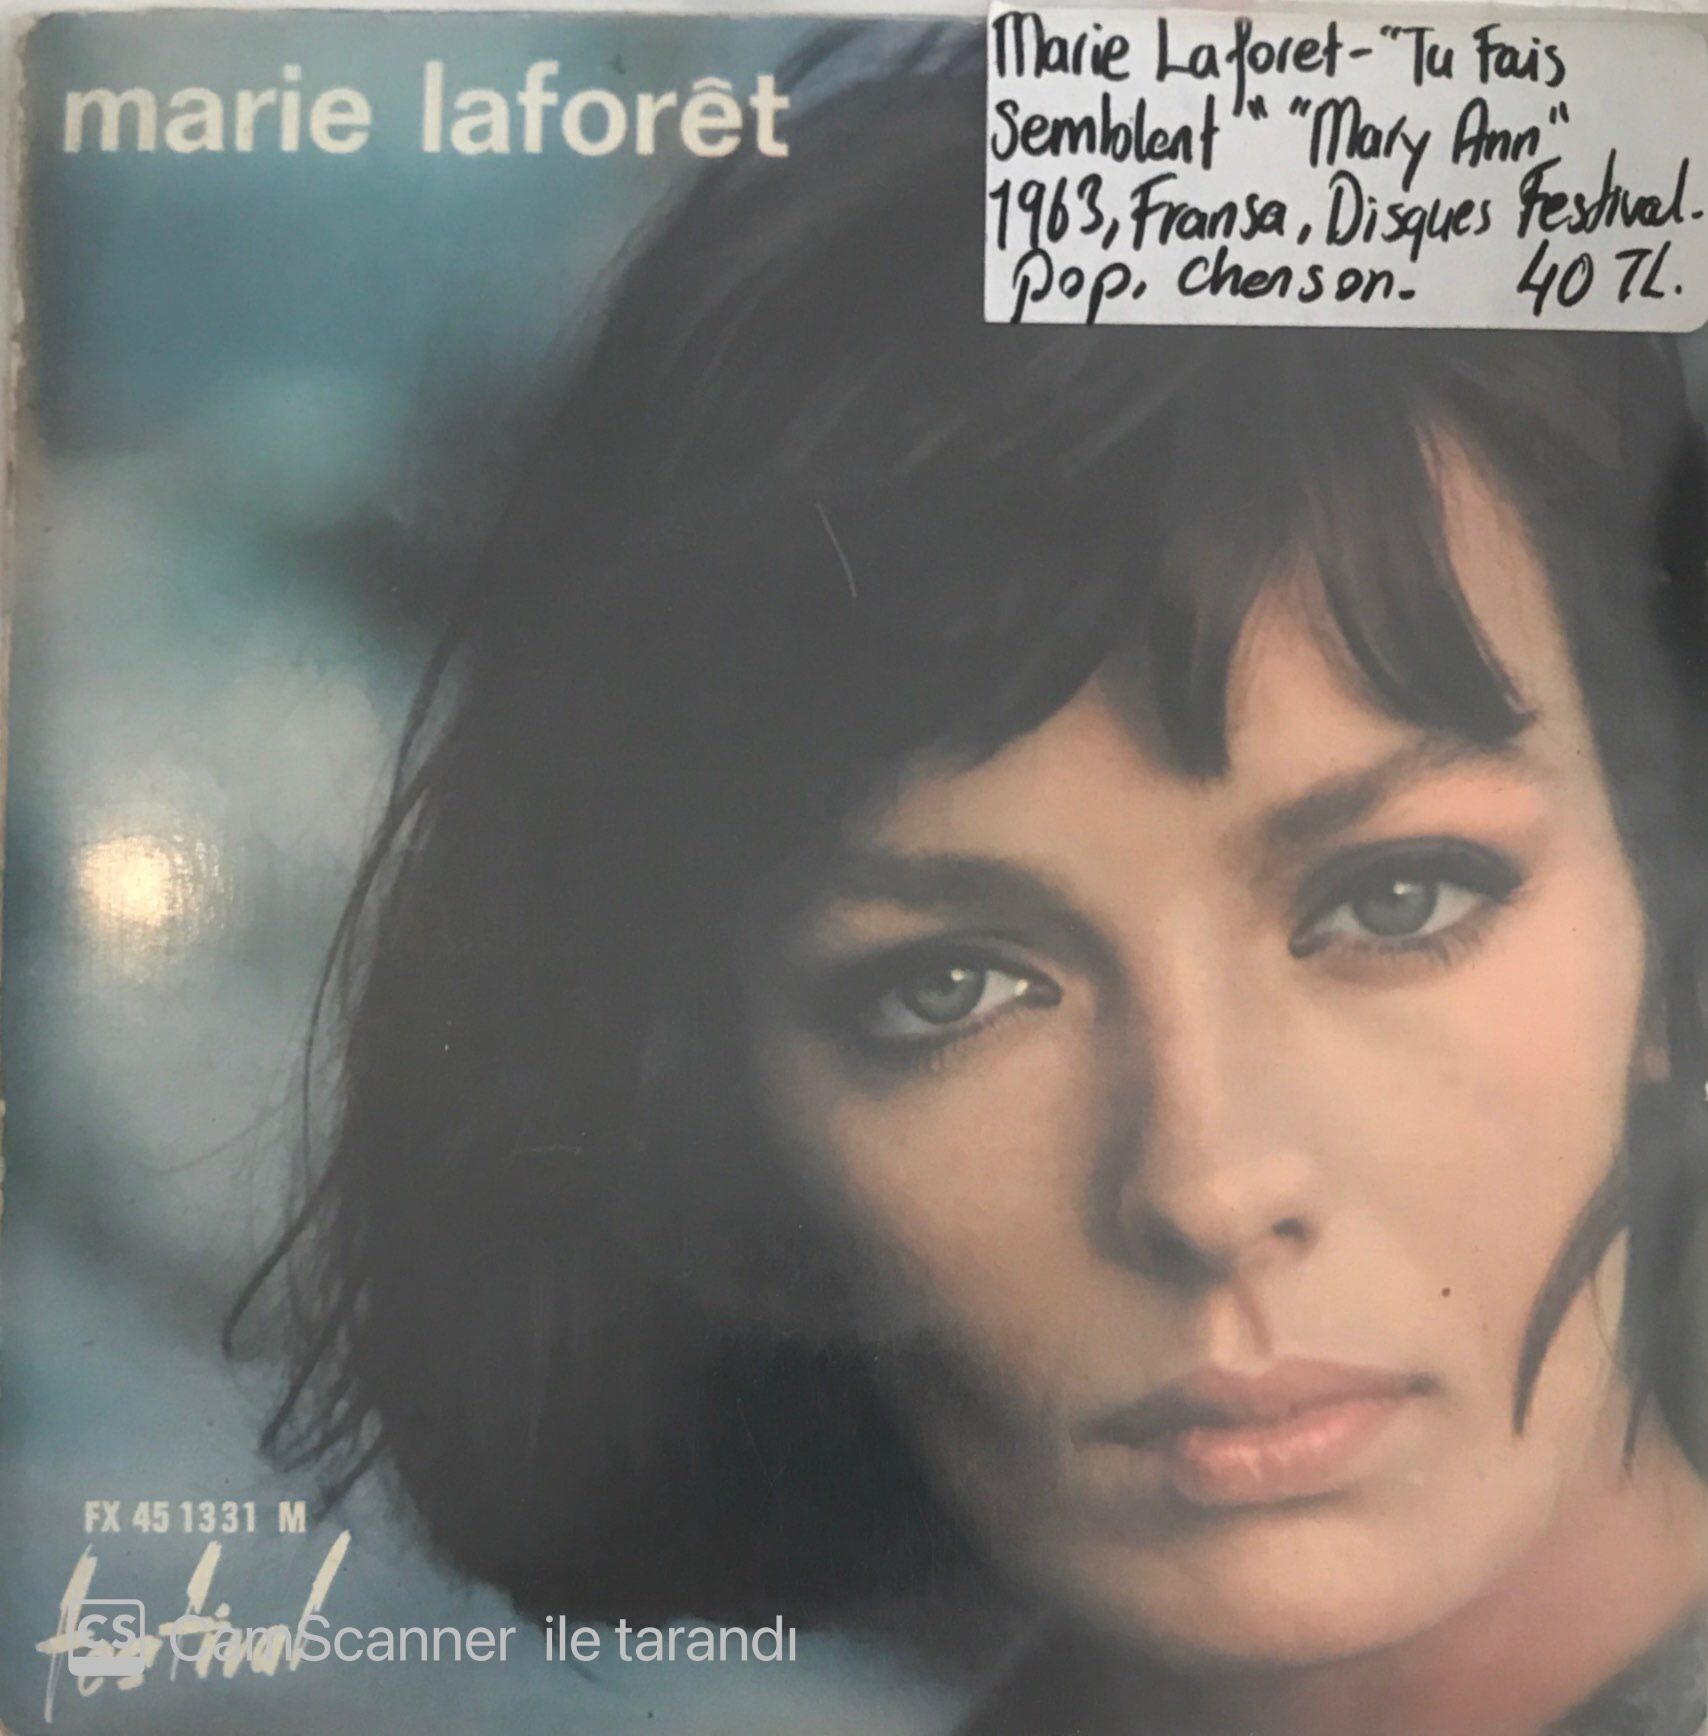 marie laforêt
Marie Laforet-"Tu Fais
Semblent" "Mary Ann"
1963, Fransa, Disques Festival.
Pop, Chenson. 40 TL.
FX 45 1331 M
festival
CS CamScanner ile tarandı